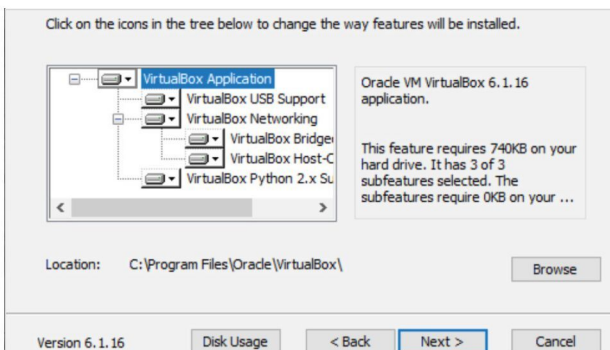 Click on the icons in the tree below to change the way features will be installed.
VirtualBox Application
VirtualBox USB Support
VirtualBox Networking
VirtualBox Bridge
VirtualBox Host-C
VirtualBox Python 2.x Su
Oracle VM VirtualBox 6.1.16
application.
This feature requires 740KB on your
hard drive. It has 3 of 3
subfeatures selected. The
subfeatures require 0KB on your ...
Location: C:\Program Files\Oracle\VirtualBox\
Browse
Version 6.1.16
Disk Usage
< Back
Next >
Cancel